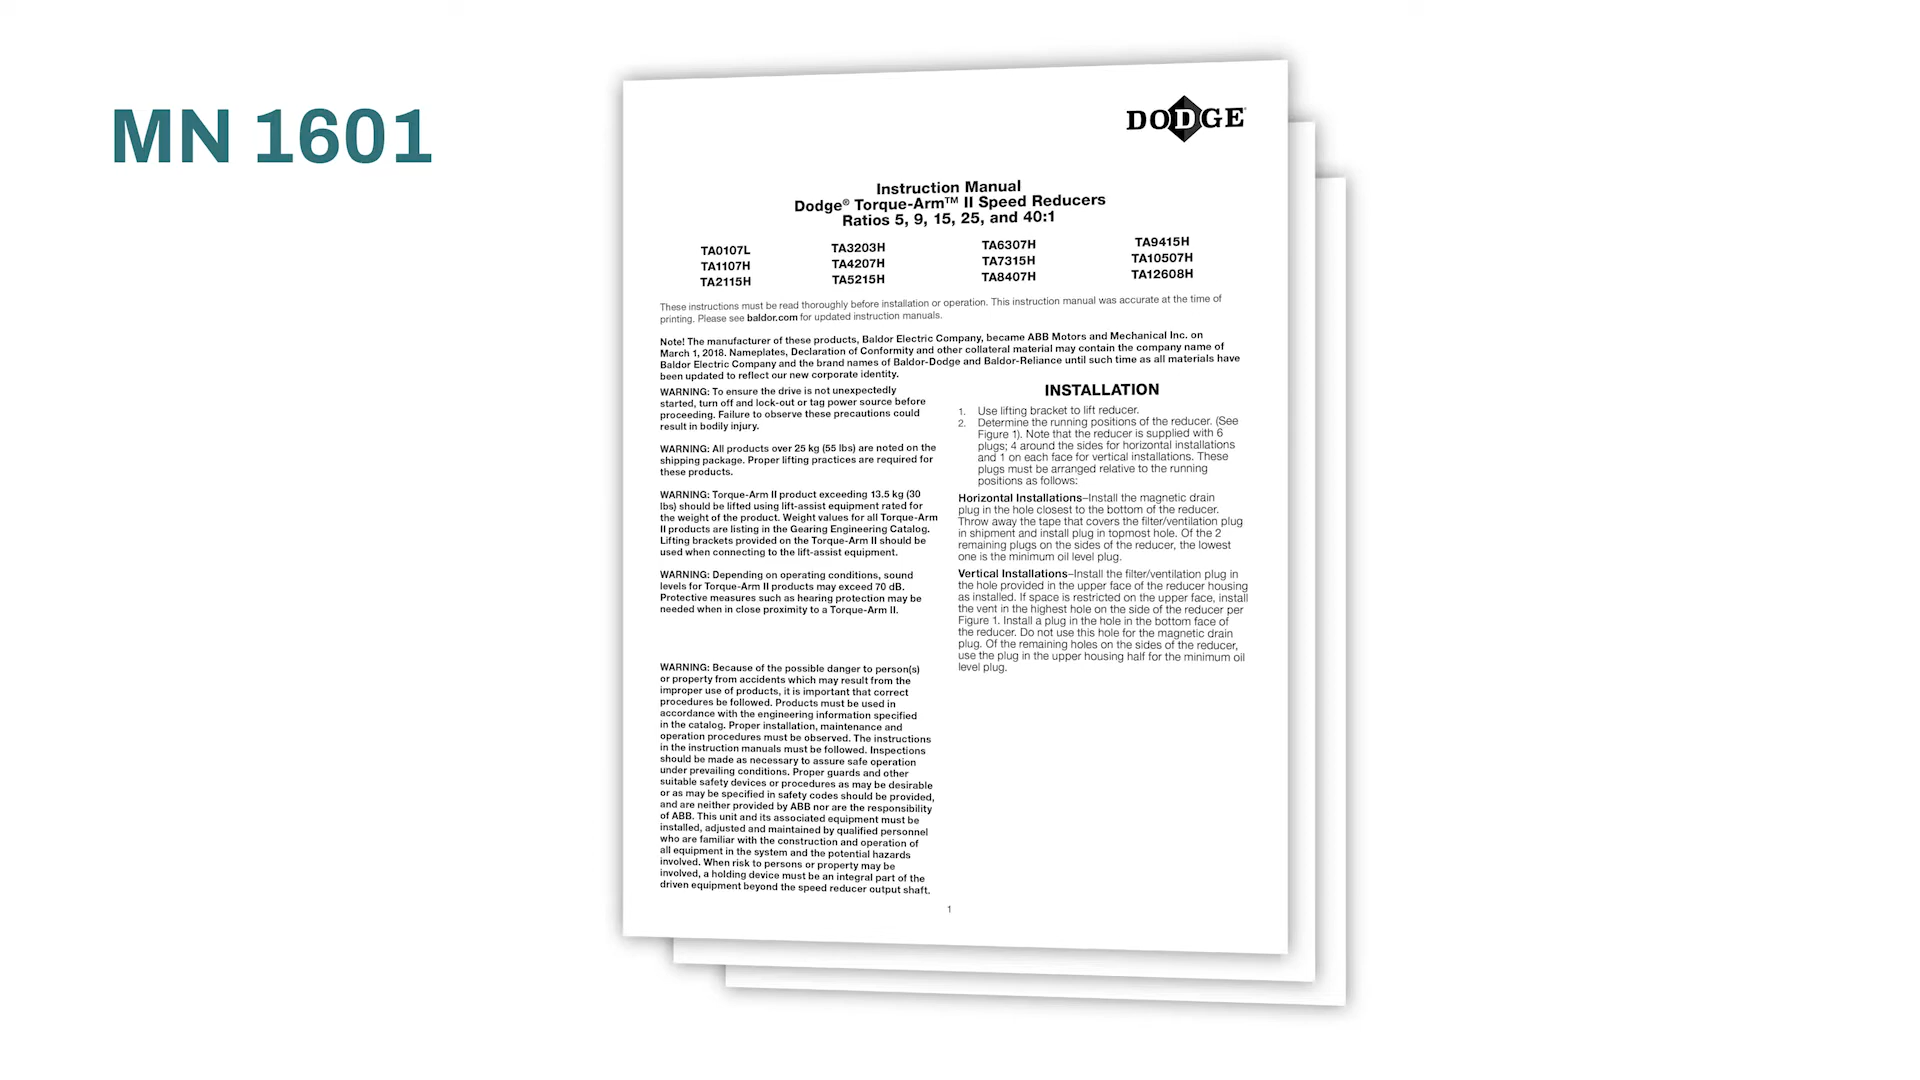 MN 1601
DODGE
Instruction Manual
Dodge® Torque-Arm™ II Speed Reducers
Ratios 5, 9, 15, 25, and 40:1
TA0107L TA3203H TA6307H TA9415H
TA1107H TA4207H TA7315H TA10507H
TA2115H TA5215H TA8407H TA12608H
These instructions must be read thoroughly before installation or operation. This instruction manual was accurate at the time of
printing. Please see baldor.com for updated instruction manuals.
Note! The manufacturer of these products, Baldor Electric Company, became ABB Motors and Mechanical Inc. on
March 1, 2018. Nameplates, Declaration of Conformity and other collateral material may contain the company name of
Baldor Electric Company and the brand names of Baldor-Dodge and Baldor-Reliance until such time as all materials have
been updated to reflect our new corporate identity.
WARNING: To ensure the drive is not unexpectedly
started, turn off and lock-out or tag power source before
proceeding. Failure to observe these precautions could
result in bodily injury.
WARNING: All products over 25 kg (55 lbs) are noted on the
shipping package. Proper lifting practices are required for
these products.
WARNING: Torque-Arm II product exceeding 13.5 kg (30
lbs) should be lifted using lift-assist equipment rated for
the weight of the product. Weight values for all Torque-Arm
II products are listing in the Gearing Engineering Catalog.
Lifting brackets provided on the Torque-Arm II should be
used when connecting to the lift-assist equipment.
WARNING: Depending on operating conditions, sound
levels for Torque-Arm II products may exceed 70 dB.
Protective measures such as hearing protection may be
needed when in close proximity to a Torque-Arm II.
WARNING: Because of the possible danger to person(s)
or property from accidents which may result from the
improper use of products, it is important that correct
procedures be followed. Products must be used in
accordance with the engineering information specified
in the catalog. Proper installation, maintenance and
operation procedures must be observed. The instructions
in the instruction manuals must be followed. Inspections
should be made as necessary to assure safe operation
under prevailing conditions. Proper guards and other
suitable safety devices or procedures as may be desirable
or as may be specified in safety codes should be provided,
and are neither provided by ABB nor are the responsibility
of ABB. This unit and its associated equipment must be
installed, adjusted and maintained by qualified personnel
who are familiar with the construction and operation of
all equipment in the system and the potential hazards
involved. When risk to persons or property may be
involved, a holding device must be an integral part of the
driven equipment beyond the speed reducer output shaft.
INSTALLATION
1. Use lifting bracket to lift reducer.
2. Determine the running positions of the reducer. (See
Figure 1). Note that the reducer is supplied with 6
plugs; 4 around the sides for horizontal installations
and 1 on each face for vertical installations. These
plugs must be arranged relative to the running
positions as follows:
Horizontal Installations–Install the magnetic drain
plug in the hole closest to the bottom of the reducer.
Throw away the tape that covers the filter/ventilation plug
in shipment and install plug in topmost hole. Of the 2
remaining plugs on the sides of the reducer, the lowest
one is the minimum oil level plug.
Vertical Installations–Install the filter/ventilation plug in
the hole provided in the upper face of the reducer housing
as installed. If space is restricted on the upper face, install
the vent in the highest hole on the side of the reducer per
Figure 1. Install a plug in the hole in the bottom face of
the reducer. Do not use this hole for the magnetic drain
plug. Of the remaining holes on the sides of the reducer,
use the plug in the upper housing half for the minimum oil
level plug.
1